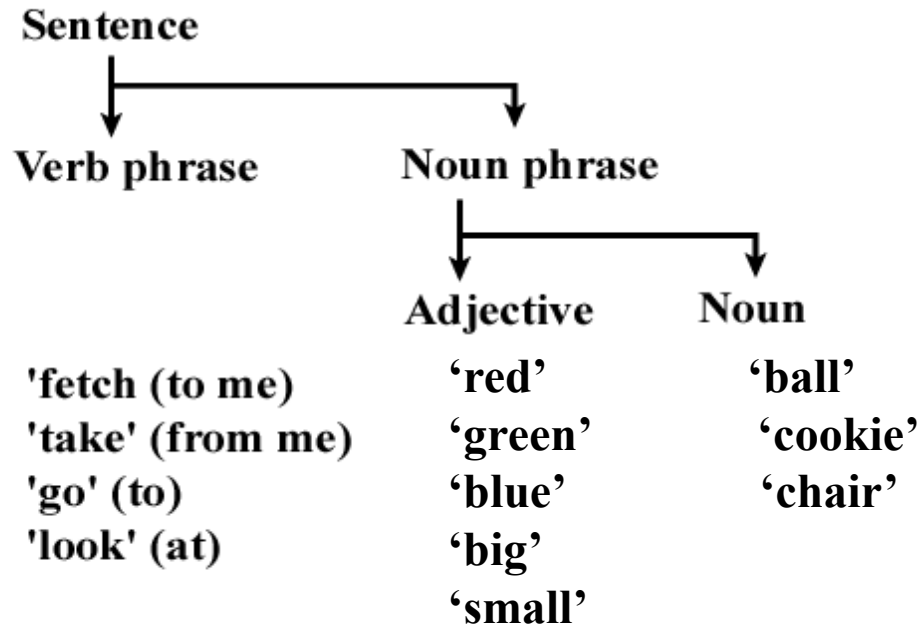 Sentence
Verb phrase Noun phrase
Adjective Noun
'fetch (to me) ‘red’ ‘ball’
'take' (from me) ‘green’ ‘cookie’
'go' (to) ‘blue’ ‘chair’
'look' (at) ‘big’
‘small’